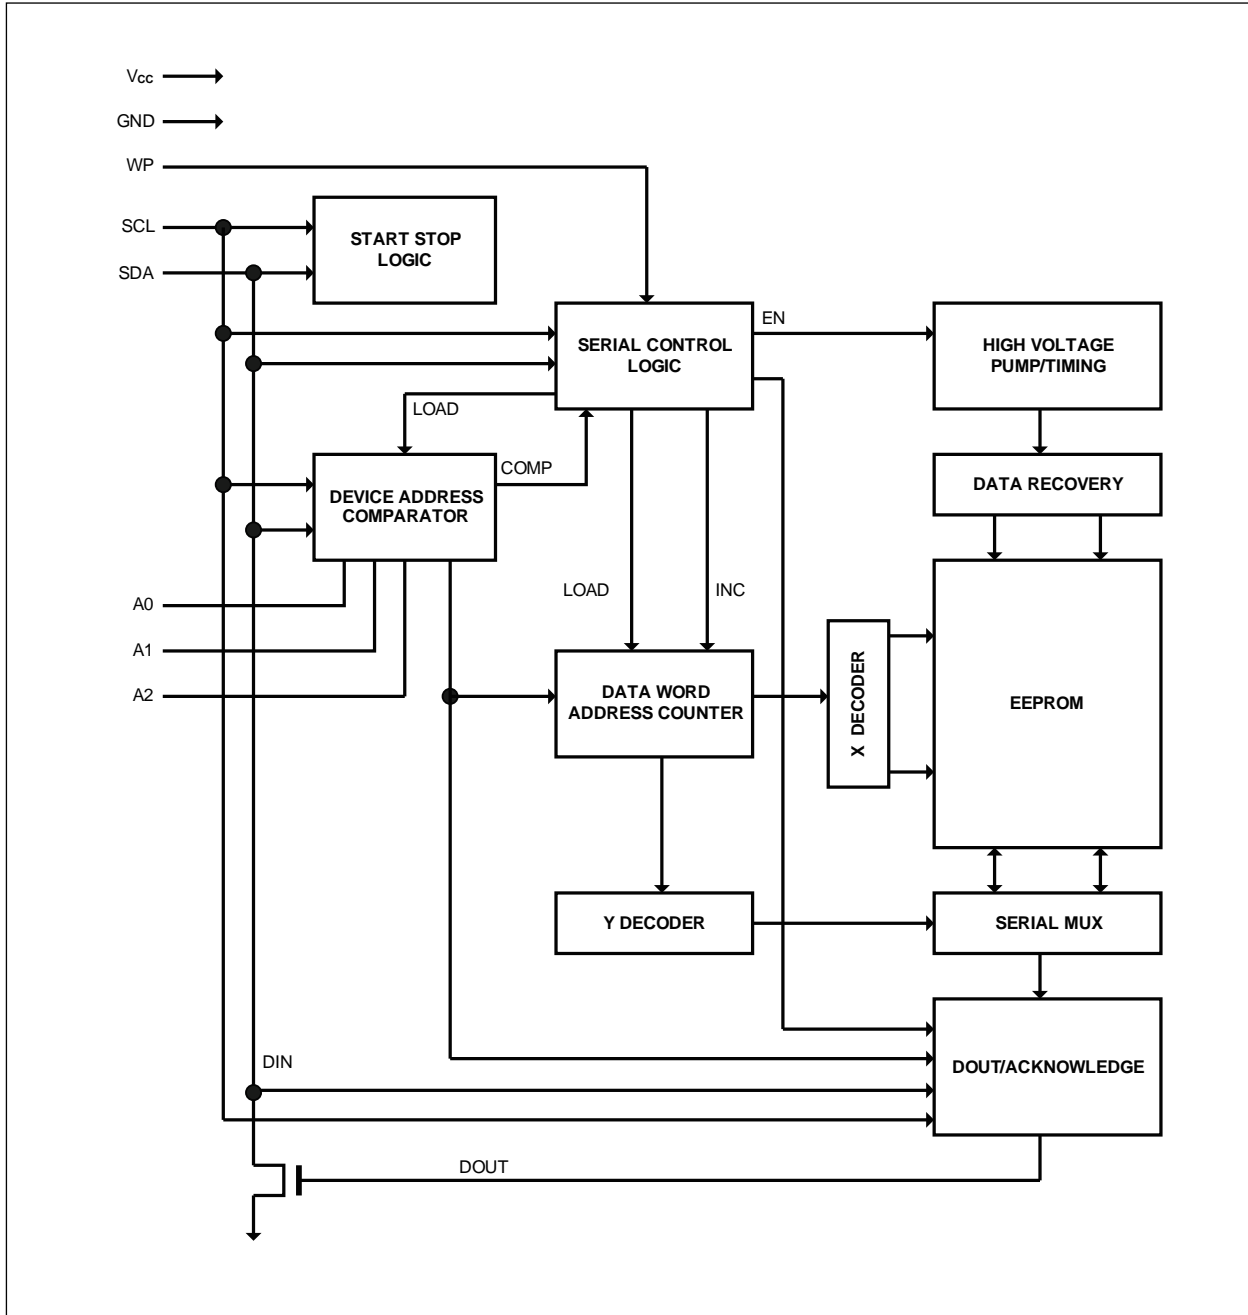 Vcc
GND
WP
SCL
SDA
START STOP
LOGIC
SERIAL CONTROL
LOGIC
EN
HIGH VOLTAGE
PUMP/TIMING
LOAD
COMP
DEVICE ADDRESS
COMPARATOR
DATA RECOVERY
A0
A1
A2
LOAD
INC
DATA WORD
ADDRESS COUNTER
X DECODER
EEPROM
Y DECODER
SERIAL MUX
DIN
DOUT/ACKNOWLEDGE
DOUT